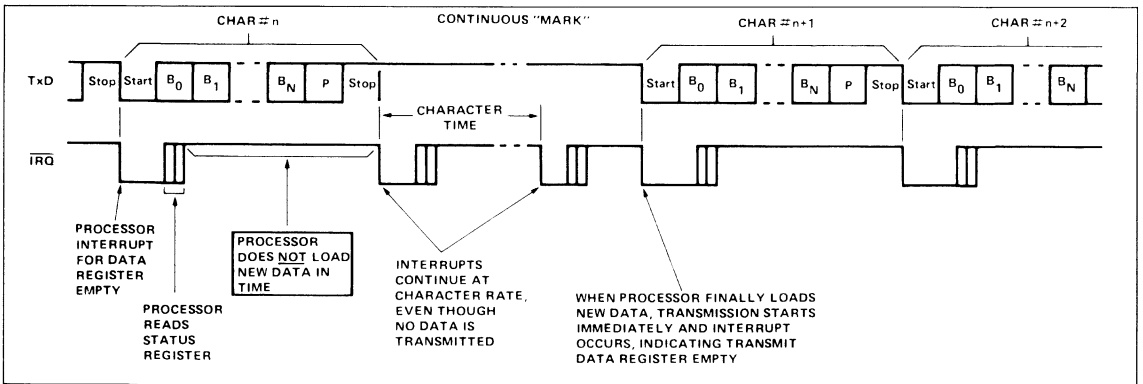 CHAR # n
CONTINUOUS "MARK"
CHAR # n+1
CHAR # n+2
TxD
Stop Start B0 B1 BN P Stop
Start B0 B1 BN P Stop Start B0 B1 BN
CHARACTER
TIME
IRQ
PROCESSOR
INTERRUPT
FOR DATA
REGISTER
EMPTY
PROCESSOR
READS
STATUS
REGISTER
PROCESSOR
DOES NOT LOAD
NEW DATA IN
TIME
INTERRUPTS
CONTINUE AT
CHARACTER RATE,
EVEN THOUGH
NO DATA IS
TRANSMITTED
WHEN PROCESSOR FINALLY LOADS
NEW DATA, TRANSMISSION STARTS
IMMEDIATELY AND INTERRUPT
OCCURS, INDICATING TRANSMIT
DATA REGISTER EMPTY